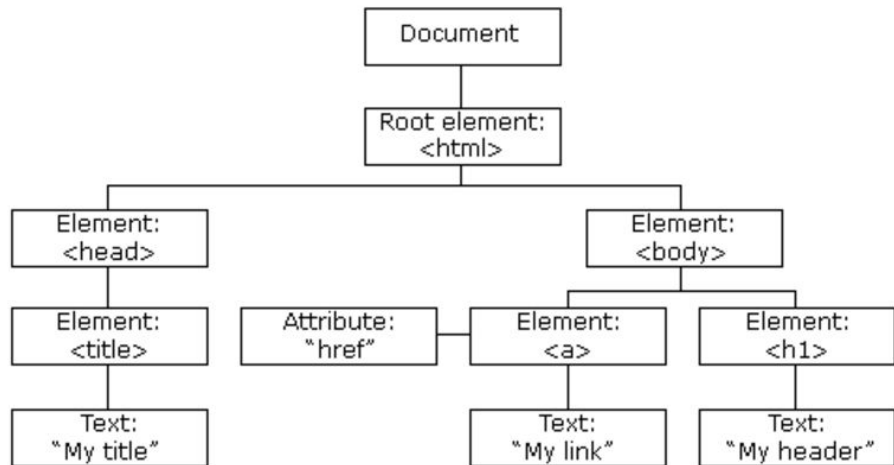 Document
Root element:
<html>
Element:
<head>
Element:
<body>
Element:
<title>
Attribute:
“href”
Element:
<a>
Element:
<h1>
Text:
“My title”
Text:
“My link”
Text:
“My header”